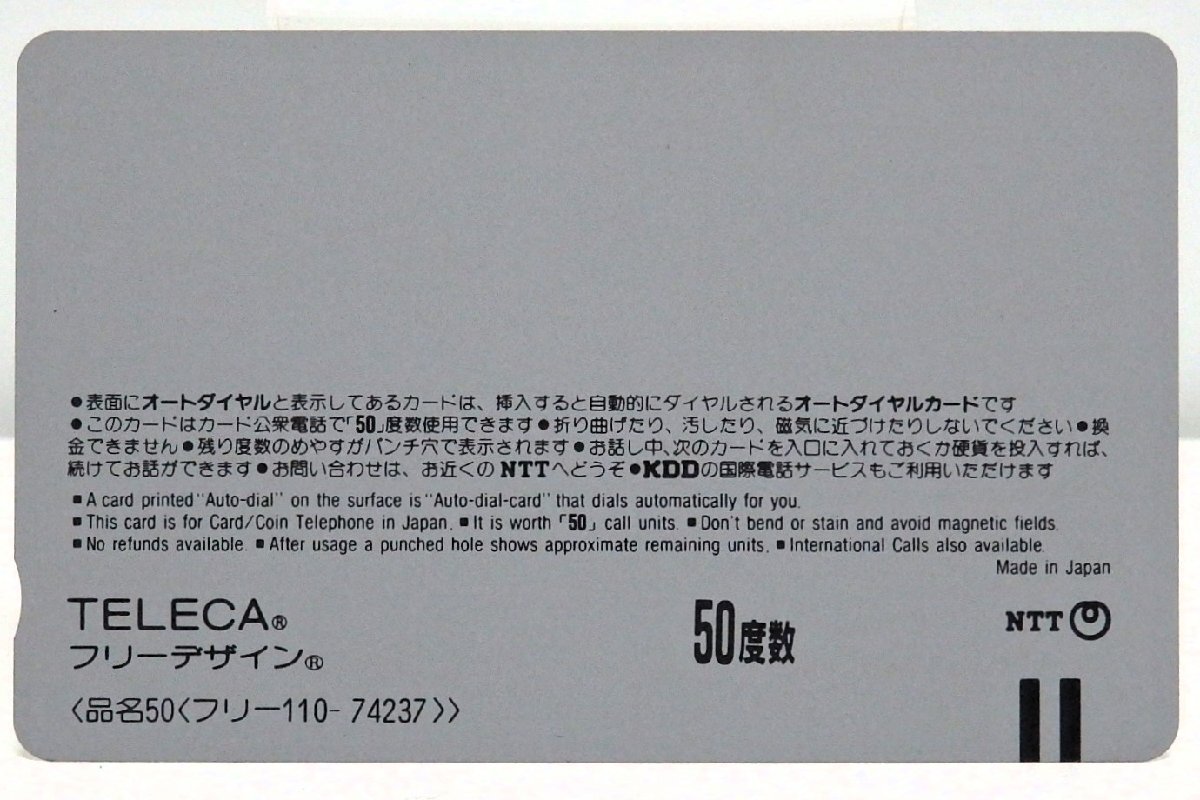 ●表面にオートダイヤルと表示してあるカードは、挿入すると自動的にダイヤルされるオートダイヤルカードです
●このカードはカード公衆電話で「50」度数使用できます●折り曲げたり、汚したり、磁気に近づけたりしないでください●換
金できません●残り度数のめやすがパンチ穴で表示されます●お話し中、次のカードを入口に入れておくか硬貨を投入すれば、
続けてお話ができます●お問い合わせは、お近くのNTTへどうぞ●KDDの国際電話サービスもご利用いただけます
■A card printed "Auto-dial" on the surface is "Auto-dial-card" that dials automatically for you.
■This card is for Card/Coin Telephone in Japan. ■It is worth「50」call units. ■Don't bend or stain and avoid magnetic fields.
■No refunds available. ■After usage a punched hole shows approximate remaining units. ■International Calls also available.
Made in Japan
TELECA®
フリーデザイン®
50度数
NTT
〈品名50〈フリー110- 74237〉〉